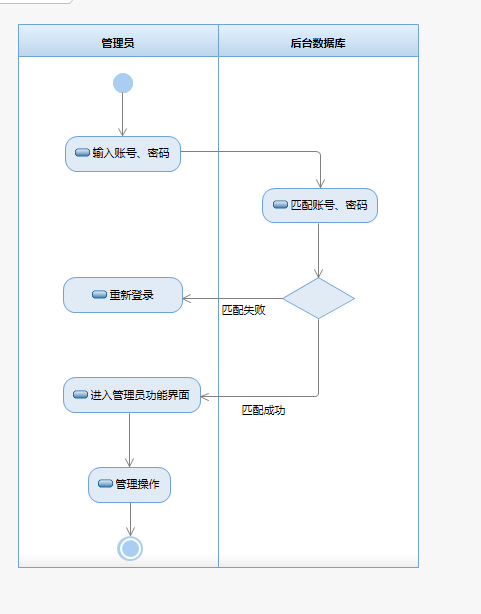 管理员
后台数据库
输入账号、密码
匹配账号、密码
重新登录
匹配失败
进入管理员功能界面
匹配成功
管理操作